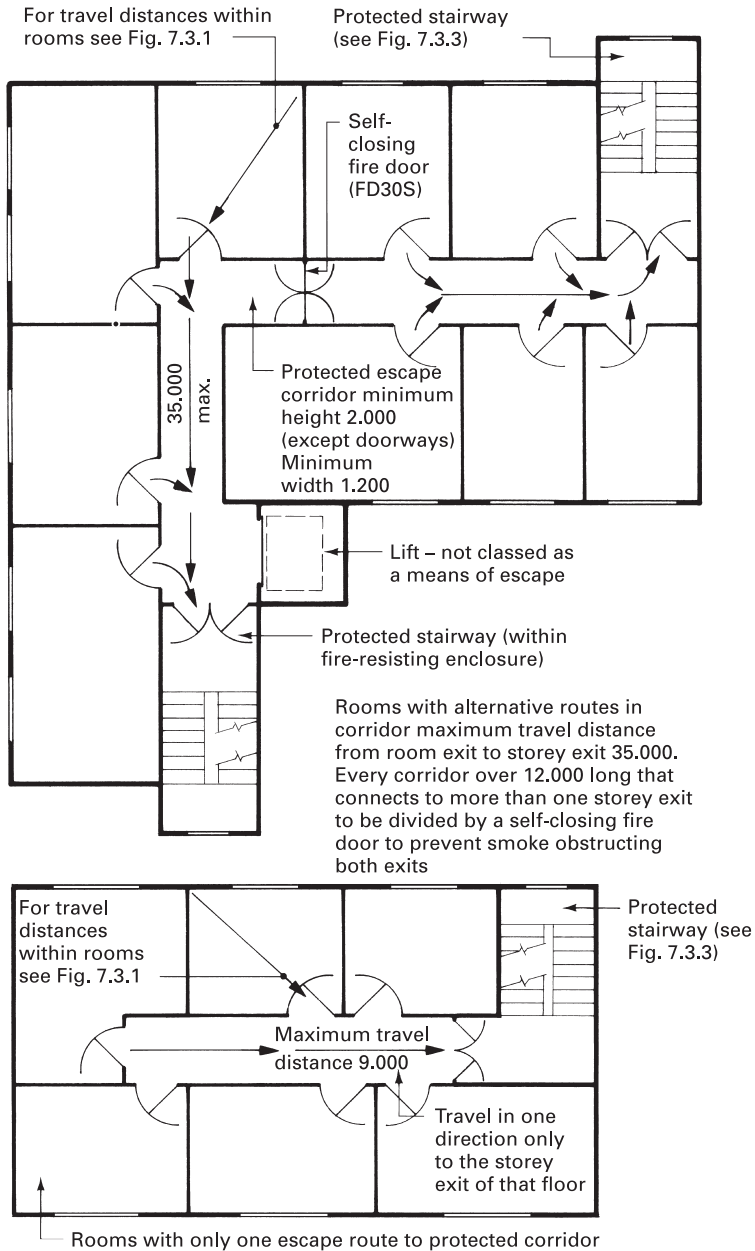 For travel distances within
rooms see Fig. 7.3.1
Protected stairway
(see Fig. 7.3.3)
Self-
closing
fire door
(FD30S)
35.000
max.
Protected escape
corridor minimum
height 2.000
(except doorways)
Minimum
width 1.200
Lift – not classed as
a means of escape
Protected stairway (within
fire-resisting enclosure)
Rooms with alternative routes in
corridor maximum travel distance
from room exit to storey exit 35.000.
Every corridor over 12.000 long that
connects to more than one storey exit
to be divided by a self-closing fire
door to prevent smoke obstructing
both exits
For travel
distances
within rooms
see Fig. 7.3.1
Protected
stairway (see
Fig. 7.3.3)
Maximum travel
distance 9.000
Travel in one
direction only
to the storey
exit of that floor
Rooms with only one escape route to protected corridor